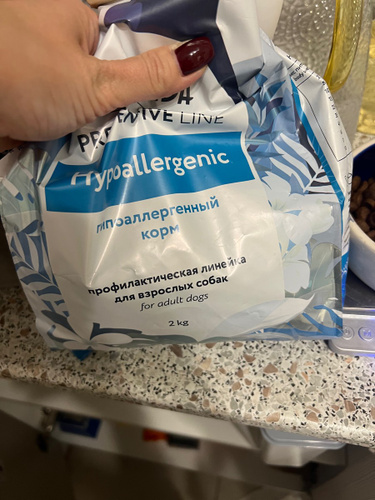 LINE
Hypoallergenic
гипоаллергенный
корм
профилактическая линейка
для взрослых собак
for adult dogs
2 kg